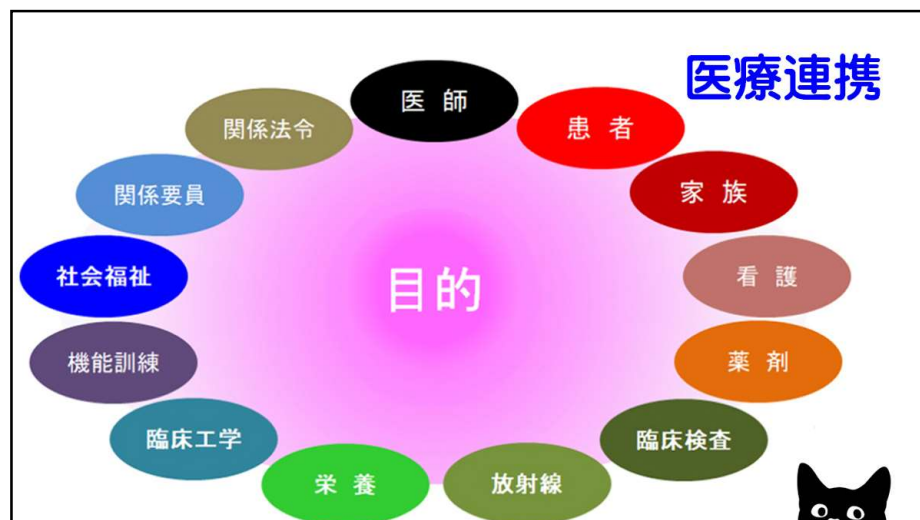 医療連携
医 師
患 者
家 族
看 護
薬 剤
臨床検査
放射線
栄 養
臨床工学
機能訓練
社会福祉
関係要員
関係法令
目的